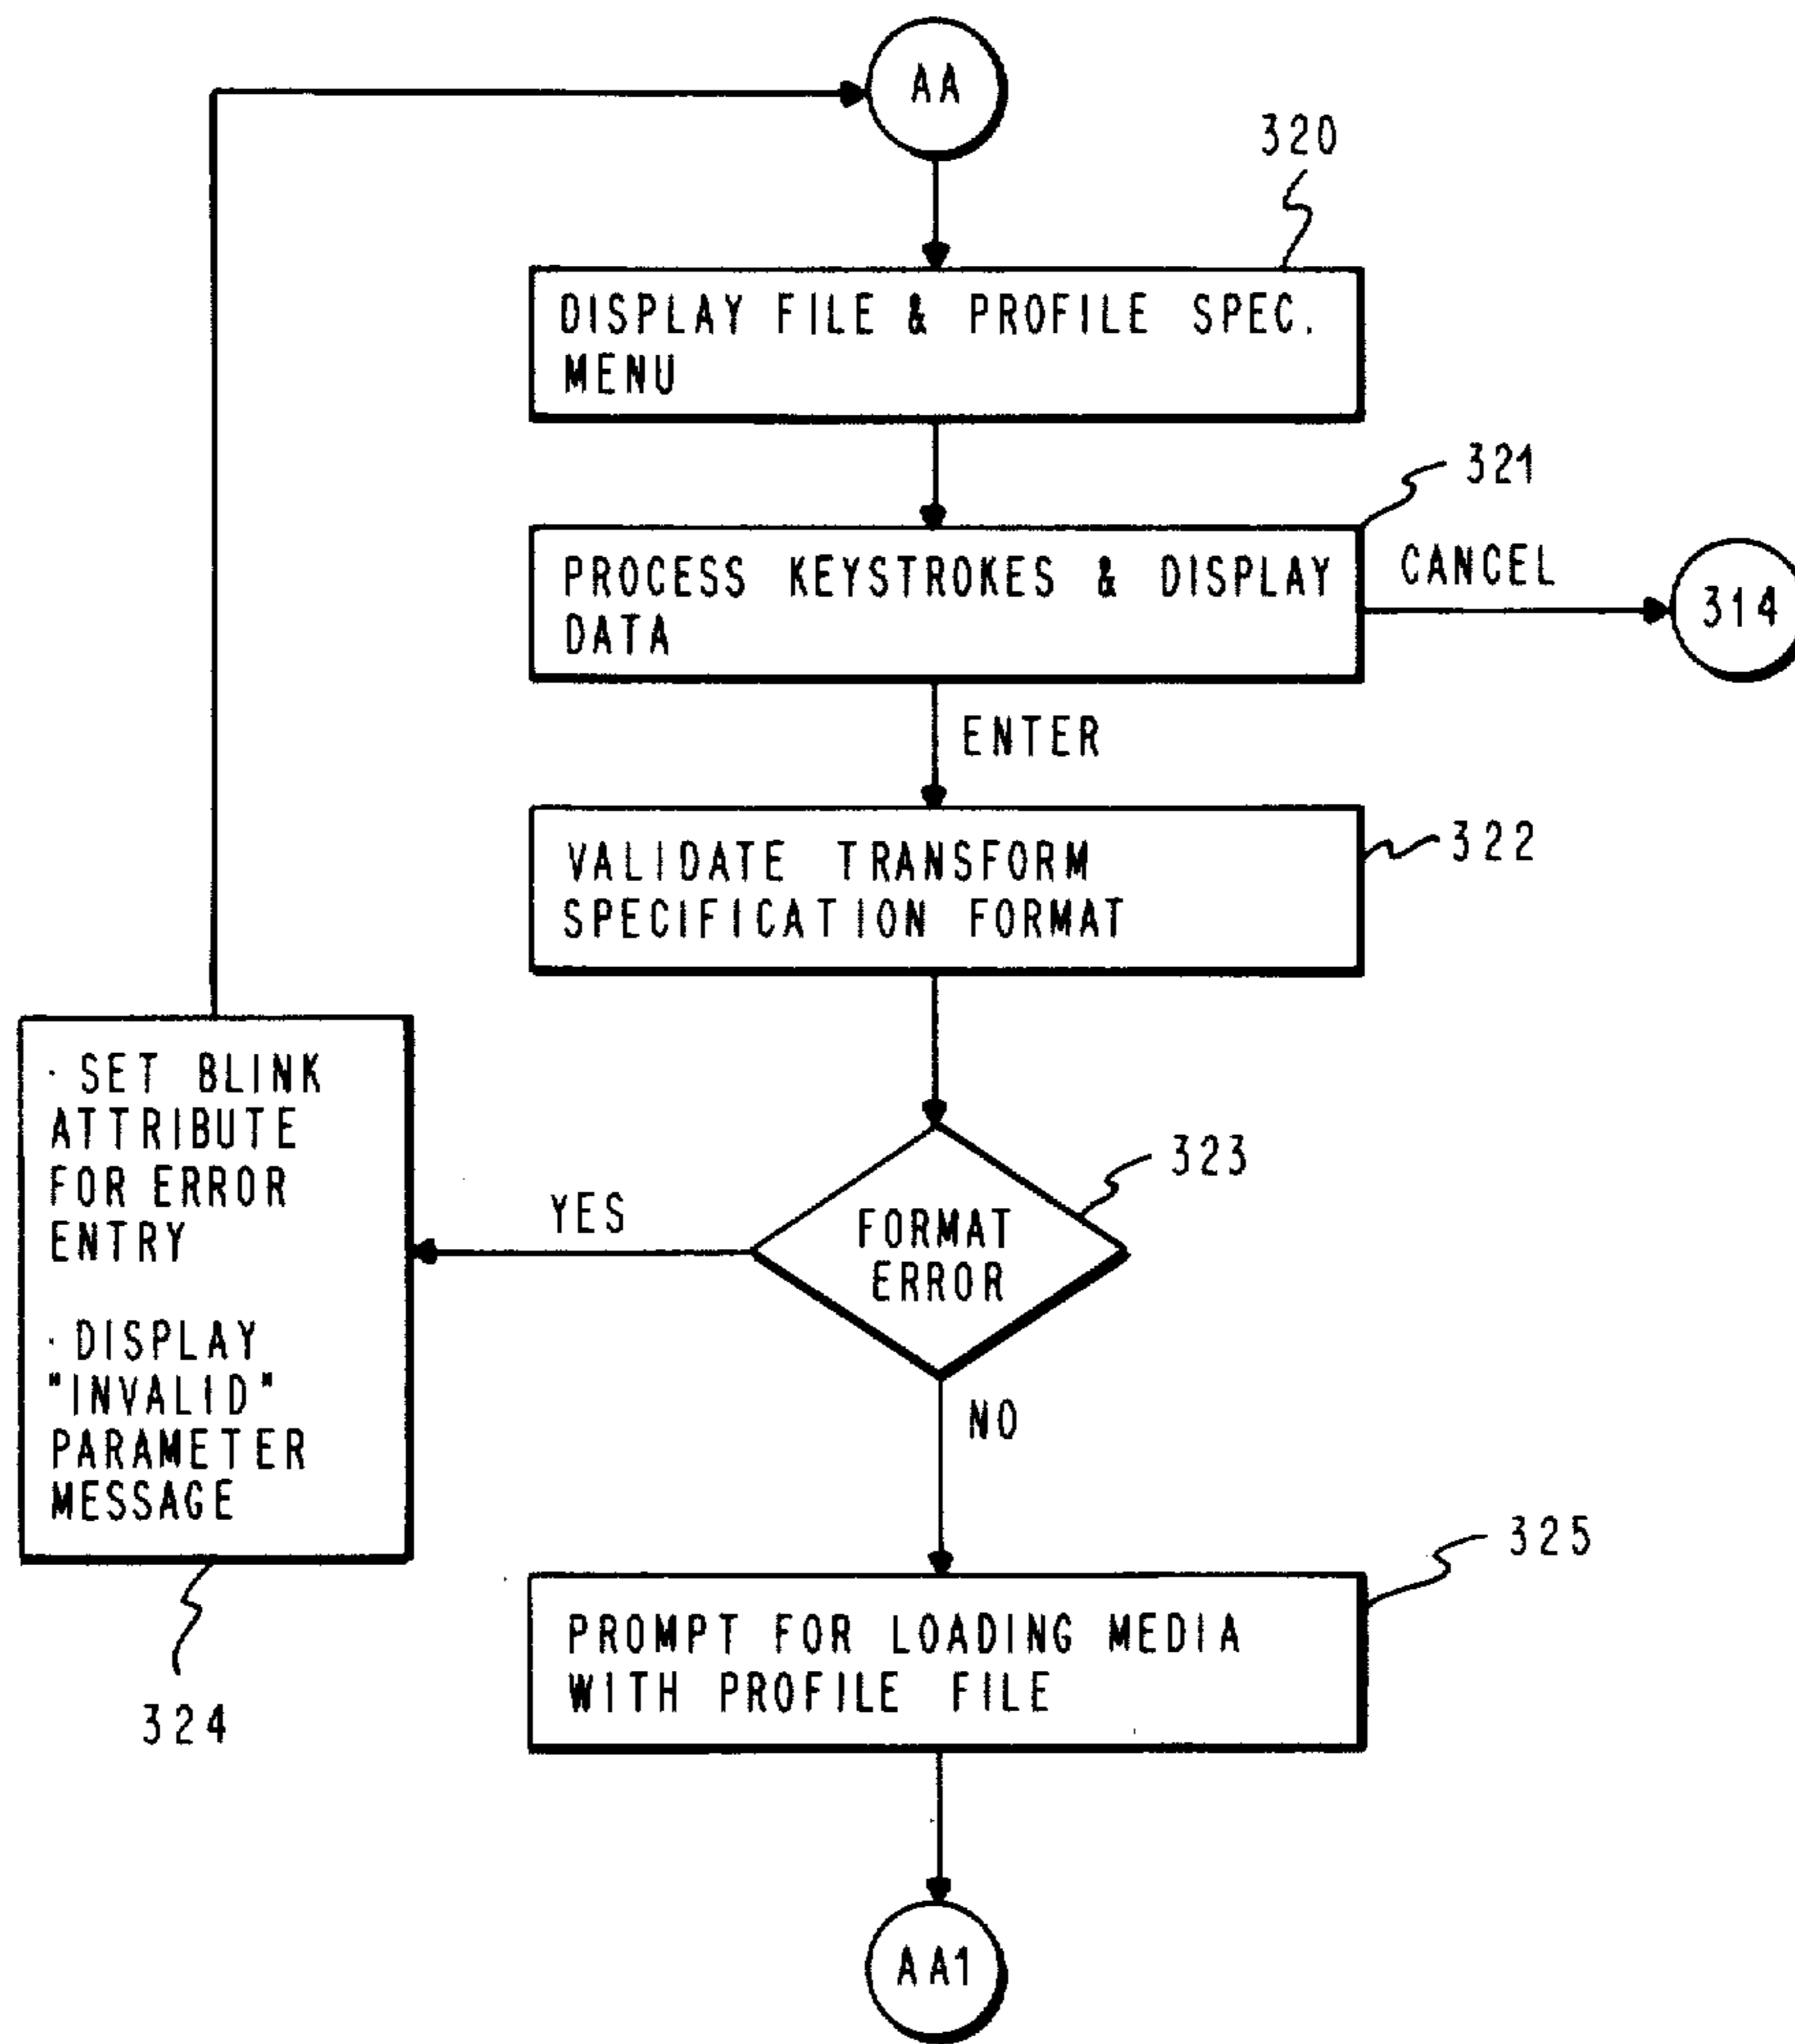 AA
320
DISPLAY FILE & PROFILE SPEC.
MENU
321
PROCESS KEYSTROKES & DISPLAY
DATA
CANCEL
314
ENTER
VALIDATE TRANSFORM
SPECIFICATION FORMAT
322
· SET BLINK
ATTRIBUTE
FOR ERROR
ENTRY
· DISPLAY
"INVALID"
PARAMETER
MESSAGE
324
YES
FORMAT
ERROR
323
NO
325
PROMPT FOR LOADING MEDIA
WITH PROFILE FILE
AA1